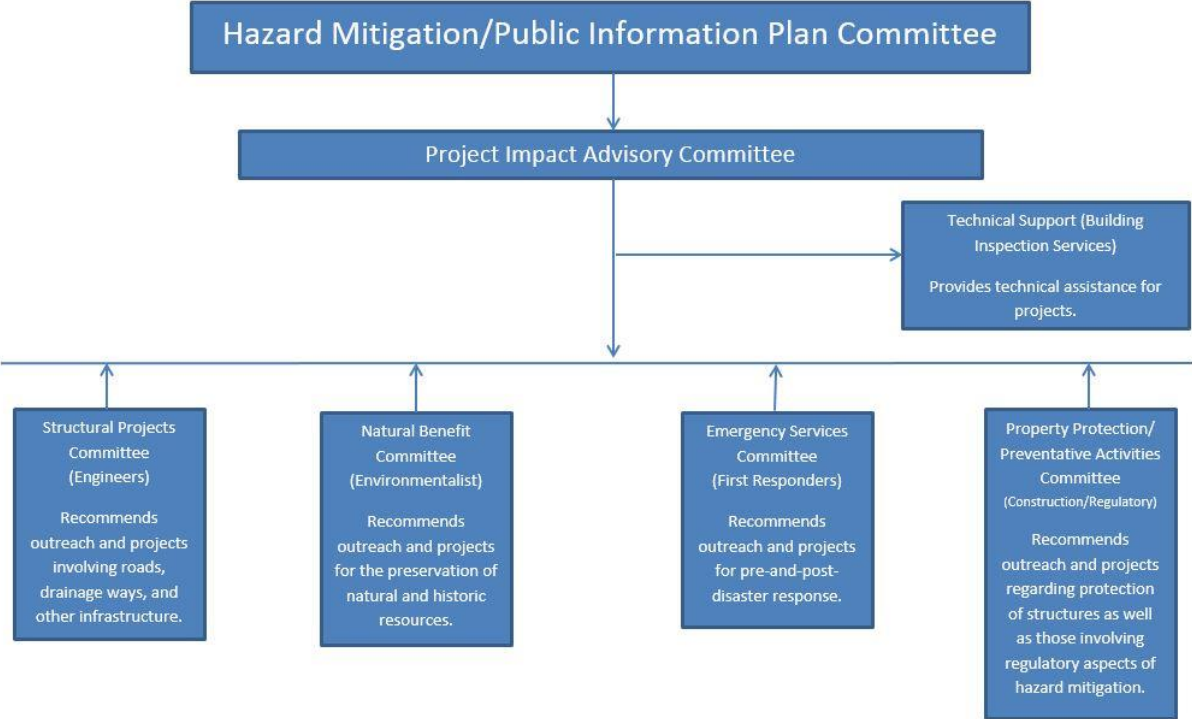 Hazard Mitigation/Public Information Plan Committee
Project Impact Advisory Committee
Technical Support (Building
Inspection Services)
Provides technical assistance for
projects.
Structural Projects
Committee
(Engineers)
Recommends
outreach and projects
involving roads,
drainage ways, and
other infrastructure.
Natural Benefit
Committee
(Environmentalist)
Recommends
outreach and projects
for the preservation of
natural and historic
resources.
Emergency Services
Committee
(First Responders)
Recommends
outreach and projects
for pre-and-post-
disaster response.
Property Protection/
Preventative Activities
Committee
(Construction/Regulatory)
Recommends
outreach and projects
regarding protection
of structures as well
as those involving
regulatory aspects of
hazard mitigation.